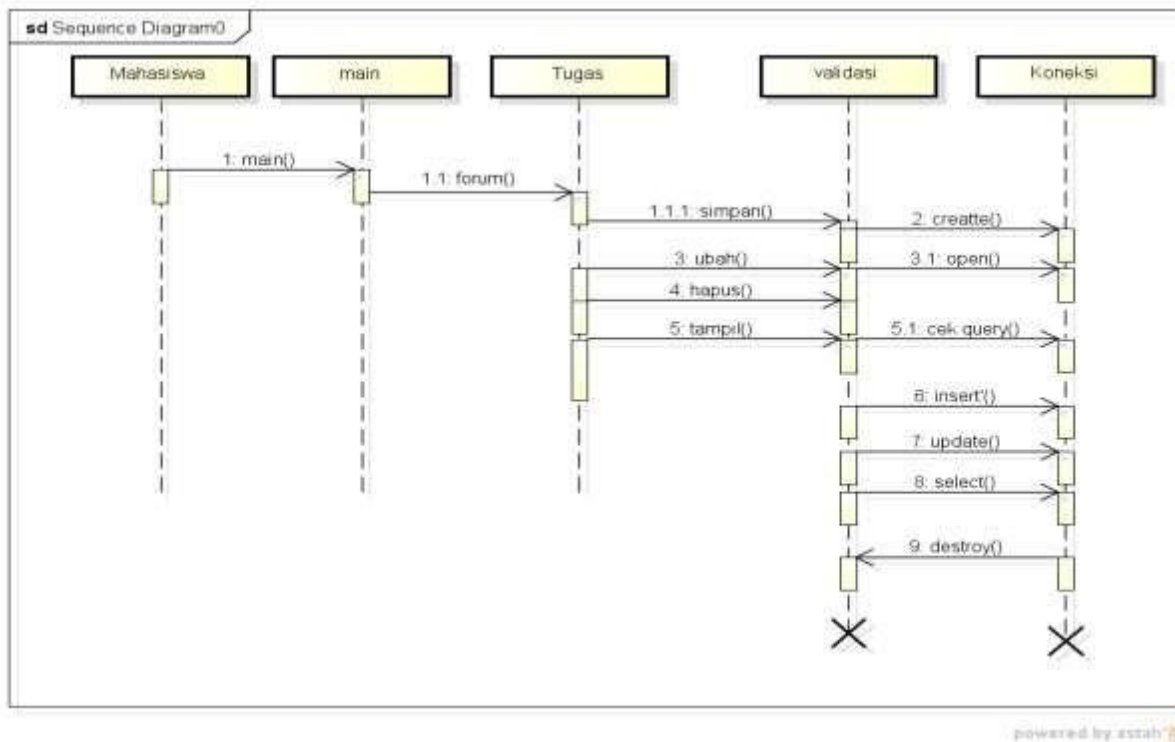 sd Sequence Diagram0
Mahasiswa
main
Tugas
validasi
Koneksi
1: main()
1.1: forum()
1.1.1: simpan()
2: creatte()
3: ubah()
3.1: open()
4: hapus()
5: tampil()
5.1: cek query()
6: insert'()
7: update()
8: select()
9: destroy()
powered by astah*